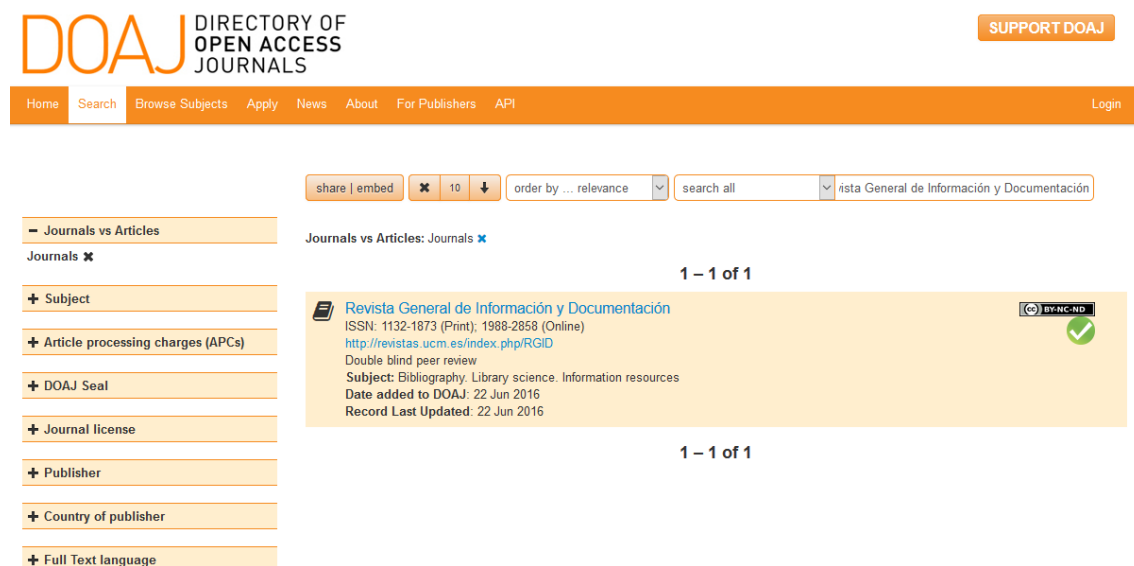 DOAJ
DIRECTORY OF
OPEN ACCESS
JOURNALS
SUPPORT DOAJ
Home Search Browse Subjects Apply News About For Publishers API Login
share | embed 10 order by ... relevance search all vista General de Información y Documentación
Journals vs Articles
Journals
Subject
Article processing charges (APCs)
DOAJ Seal
Journal license
Publisher
Country of publisher
Full Text language
Journals vs Articles: Journals
1 – 1 of 1
Revista General de Información y Documentación
ISSN: 1132-1873 (Print); 1988-2858 (Online)
http://revistas.ucm.es/index.php/RGID
Double blind peer review
Subject: Bibliography. Library science. Information resources
Date added to DOAJ: 22 Jun 2016
Record Last Updated: 22 Jun 2016
cc BY-NC-ND
1 – 1 of 1